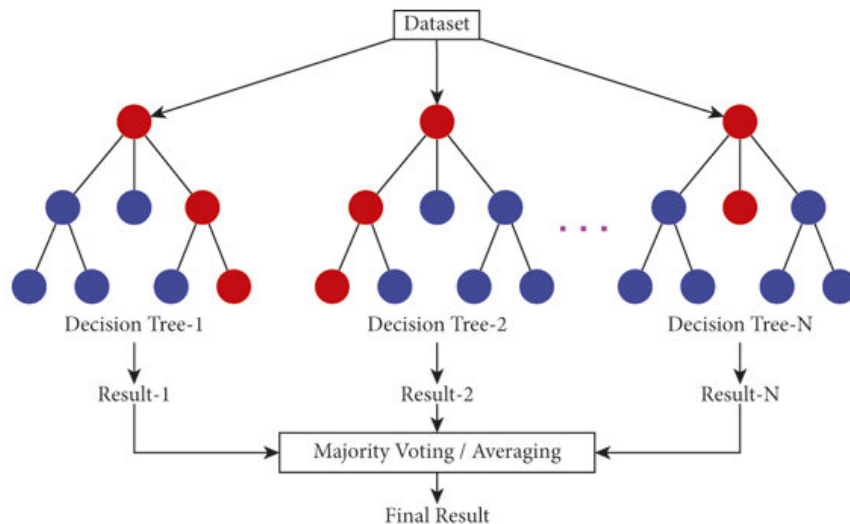 Dataset
Decision Tree-1
Decision Tree-2
Decision Tree-N
Result-1
Result-2
Result-N
Majority Voting / Averaging
Final Result